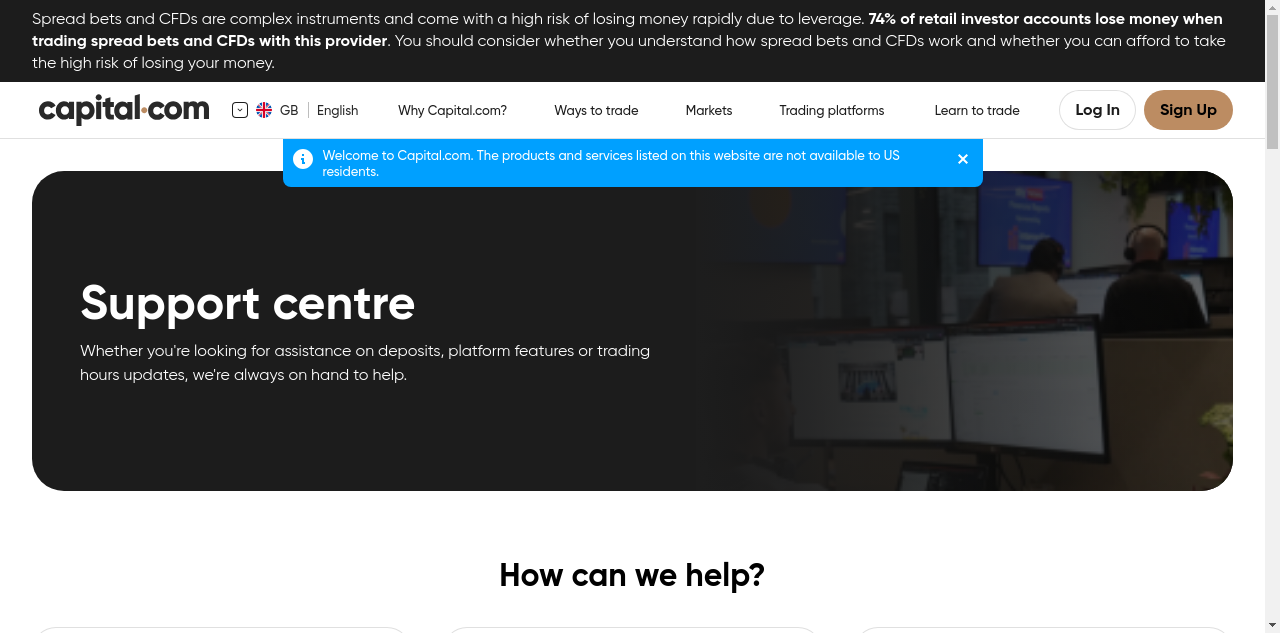 Spread bets and CFDs are complex instruments and come with a high risk of losing money rapidly due to leverage. 74% of retail investor accounts lose money when
trading spread bets and CFDs with this provider. You should consider whether you understand how spread bets and CFDs work and whether you can afford to take
the high risk of losing your money.
capital.com GB English Why Capital.com? Ways to trade Markets Trading platforms Learn to trade Log In Sign Up
Welcome to Capital.com. The products and services listed on this website are not available to US
residents.
Support centre
Whether you're looking for assistance on deposits, platform features or trading
hours updates, we're always on hand to help.
How can we help?